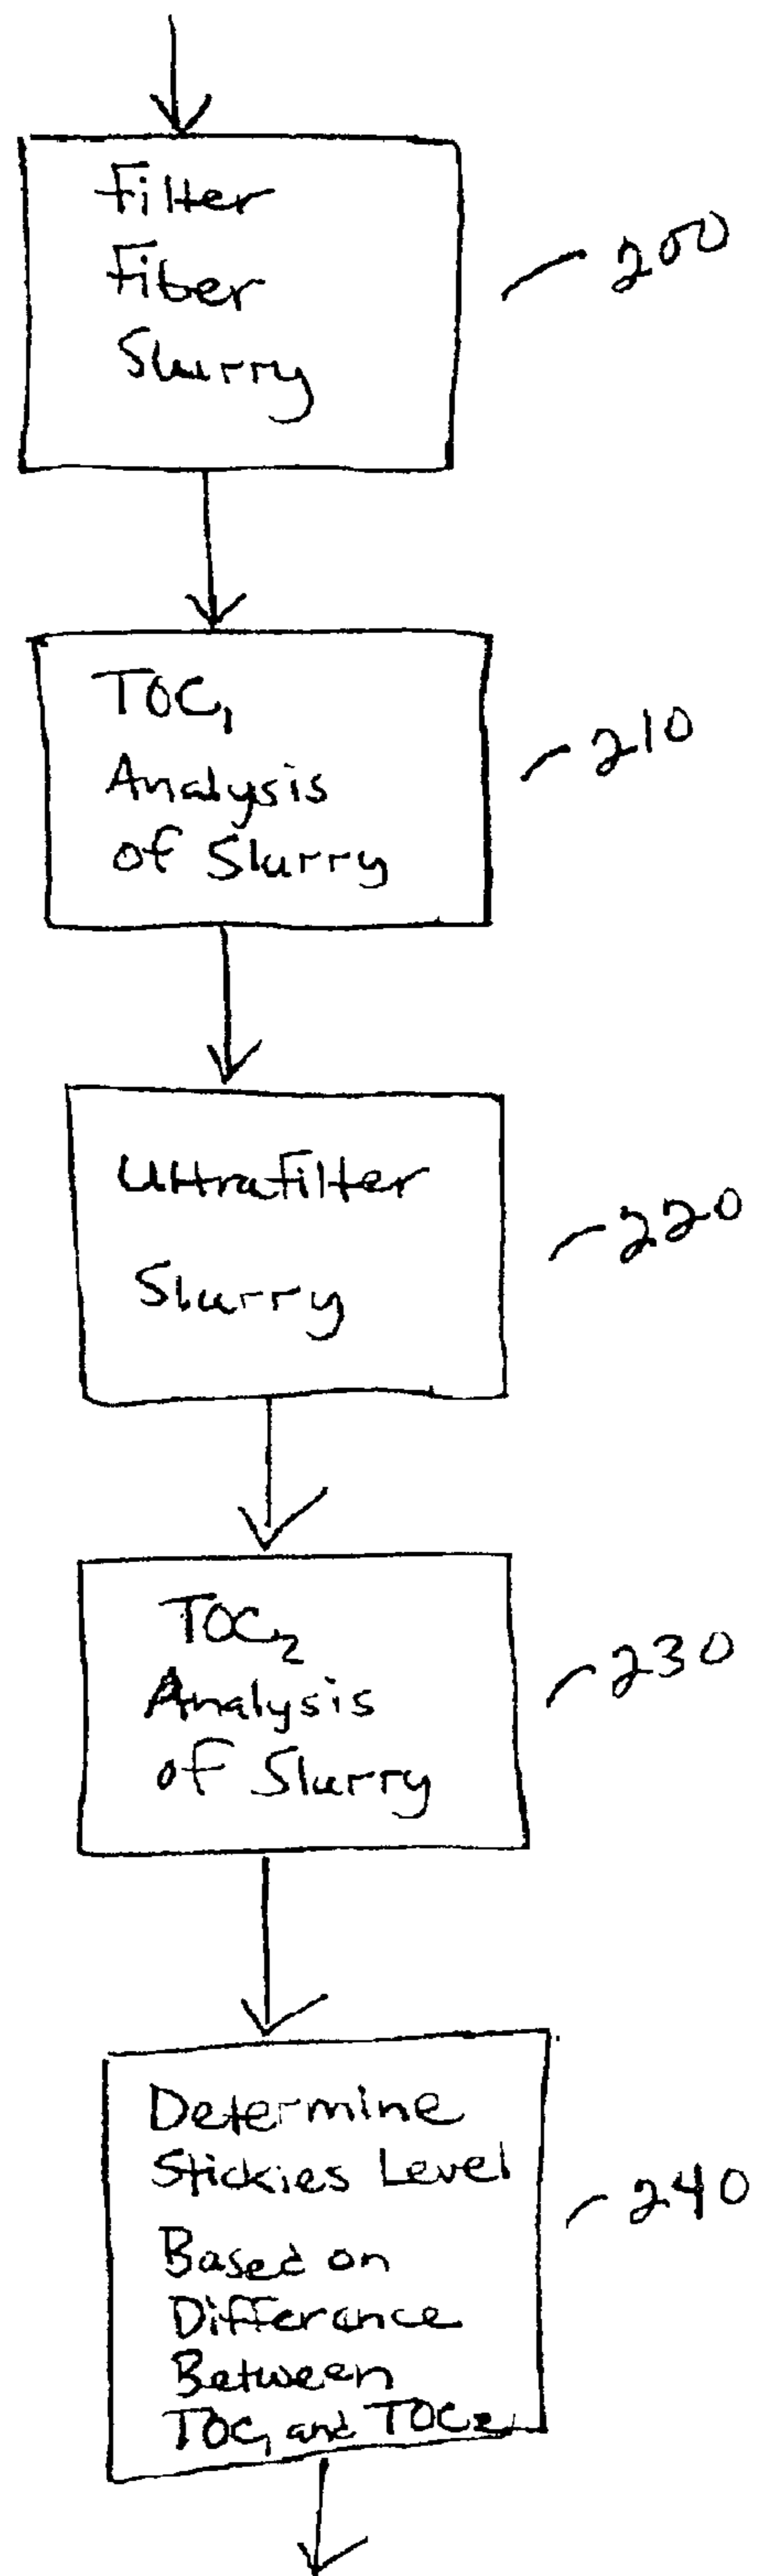 Filter
Fiber
Slurry
200
TOC₁
Analysis
of Slurry
210
Ultrafilter
Slurry
220
TOC₂
Analysis
of Slurry
230
Determine
Stickies Level
Based on
Difference
Between
TOC₁ and TOC₂
240